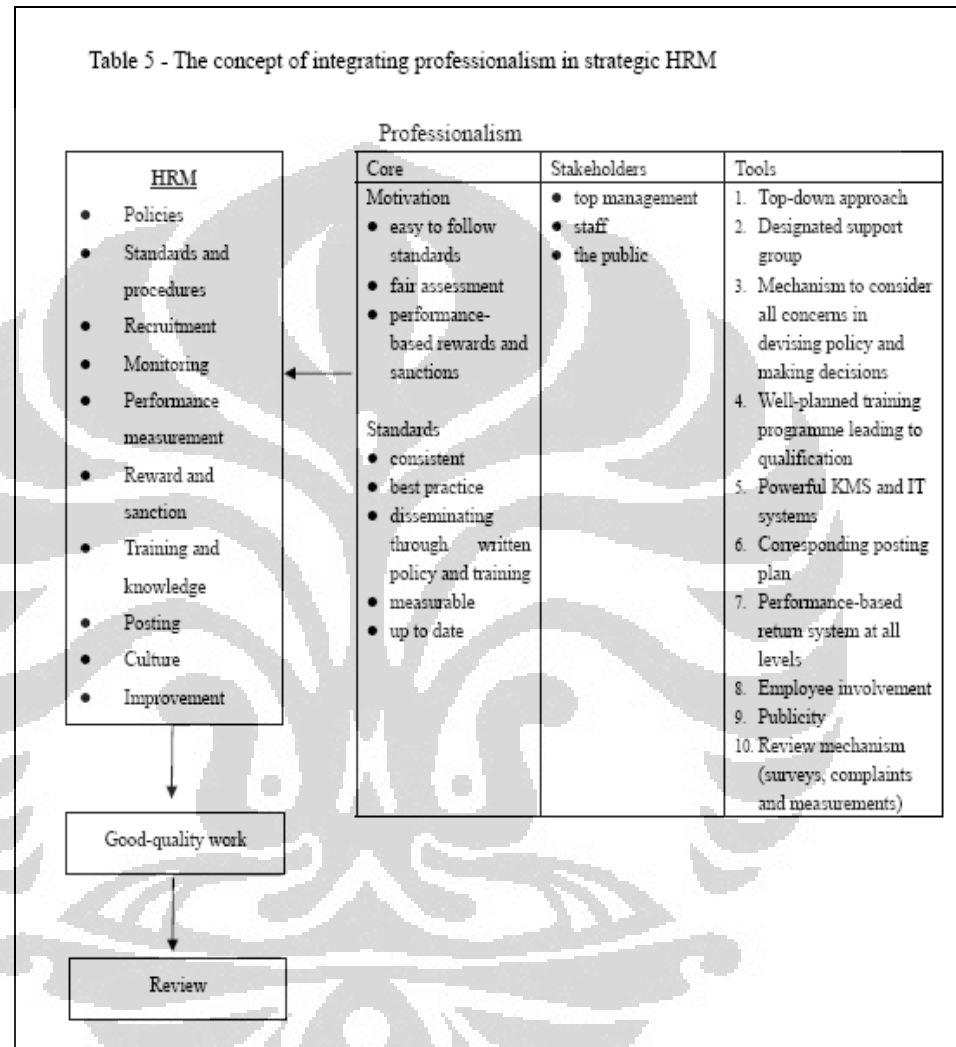 Table 5 - The concept of integrating professionalism in strategic HRM
HRM
● Policies
● Standards and
procedures
● Recruitment
● Monitoring
● Performance
measurement
● Reward and
sanction
● Training and
knowledge
● Posting
● Culture
● Improvement
Good-quality work
Review
Professionalism
Core
Motivation
● easy to follow
standards
● fair assessment
● performance-
based rewards and
sanctions
Standards
● consistent
● best practice
● disseminating
through written
policy and training
● measurable
● up to date
Stakeholders
● top management
● staff
● the public
Tools
1. Top-down approach
2. Designated support
group
3. Mechanism to consider
all concerns in
devising policy and
making decisions
4. Well-planned training
programme leading to
qualification
5. Powerful KMS and IT
systems
6. Corresponding posting
plan
7. Performance-based
return system at all
levels
8. Employee involvement
9. Publicity
10. Review mechanism
(surveys, complaints
and measurements)